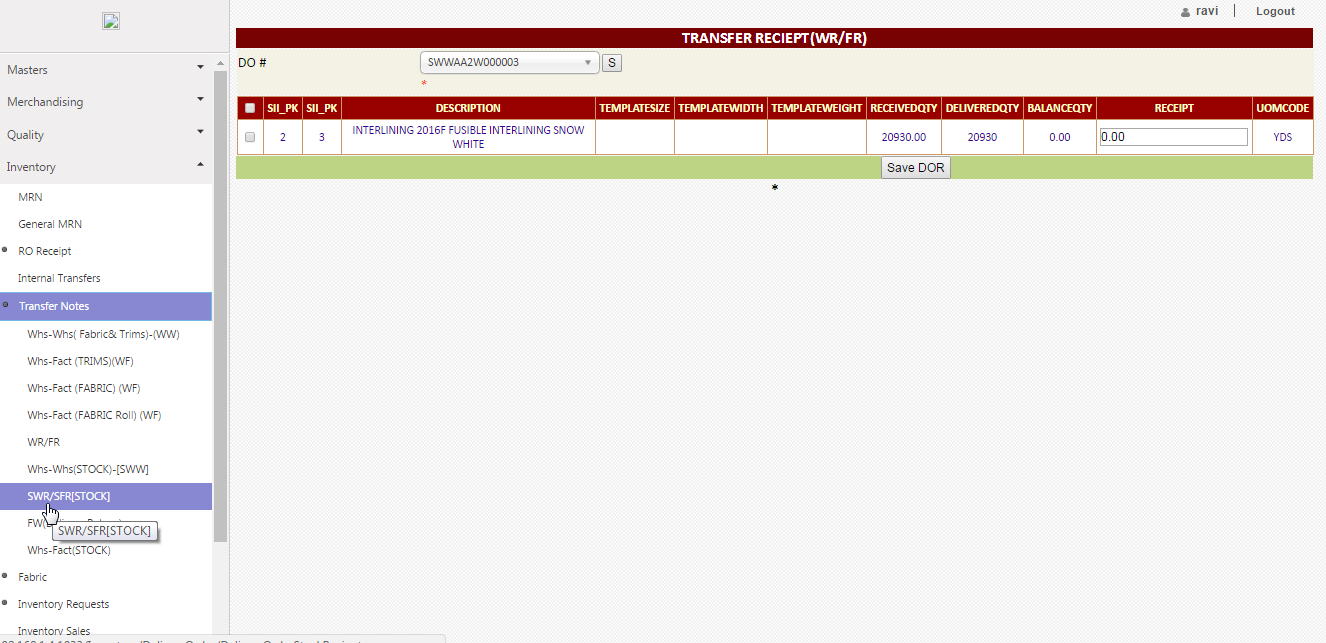 ravi
Logout
Masters
Merchandising
Quality
Inventory
MRN
General MRN
RO Receipt
Internal Transfers
Transfer Notes
Whs-Whs( Fabric& Trims)-(WW)
Whs-Fact (TRIMS)(WF)
Whs-Fact (FABRIC) (WF)
Whs-Fact (FABRIC Roll) (WF)
WR/FR
Whs-Whs(STOCK)-[SWW]
SWR/SFR[STOCK]
SWR/SFR[STOCK]
Whs-Fact(STOCK)
Fabric
Inventory Requests
Inventory Sales
TRANSFER RECIEPT(WR/FR)
DO # SWWAA2W000003 S
*
SII_PK SII_PK DESCRIPTION TEMPLATESIZE TEMPLATEWIDTH TEMPLATEWEIGHT RECEIVEDQTY DELIVEREDQTY BALANCEQTY RECEIPT UOMCODE
2 3 INTERLINING 2016F FUSIBLE INTERLINING SNOW
WHITE 20930.00 20930 0.00 0.00 YDS
Save DOR
*